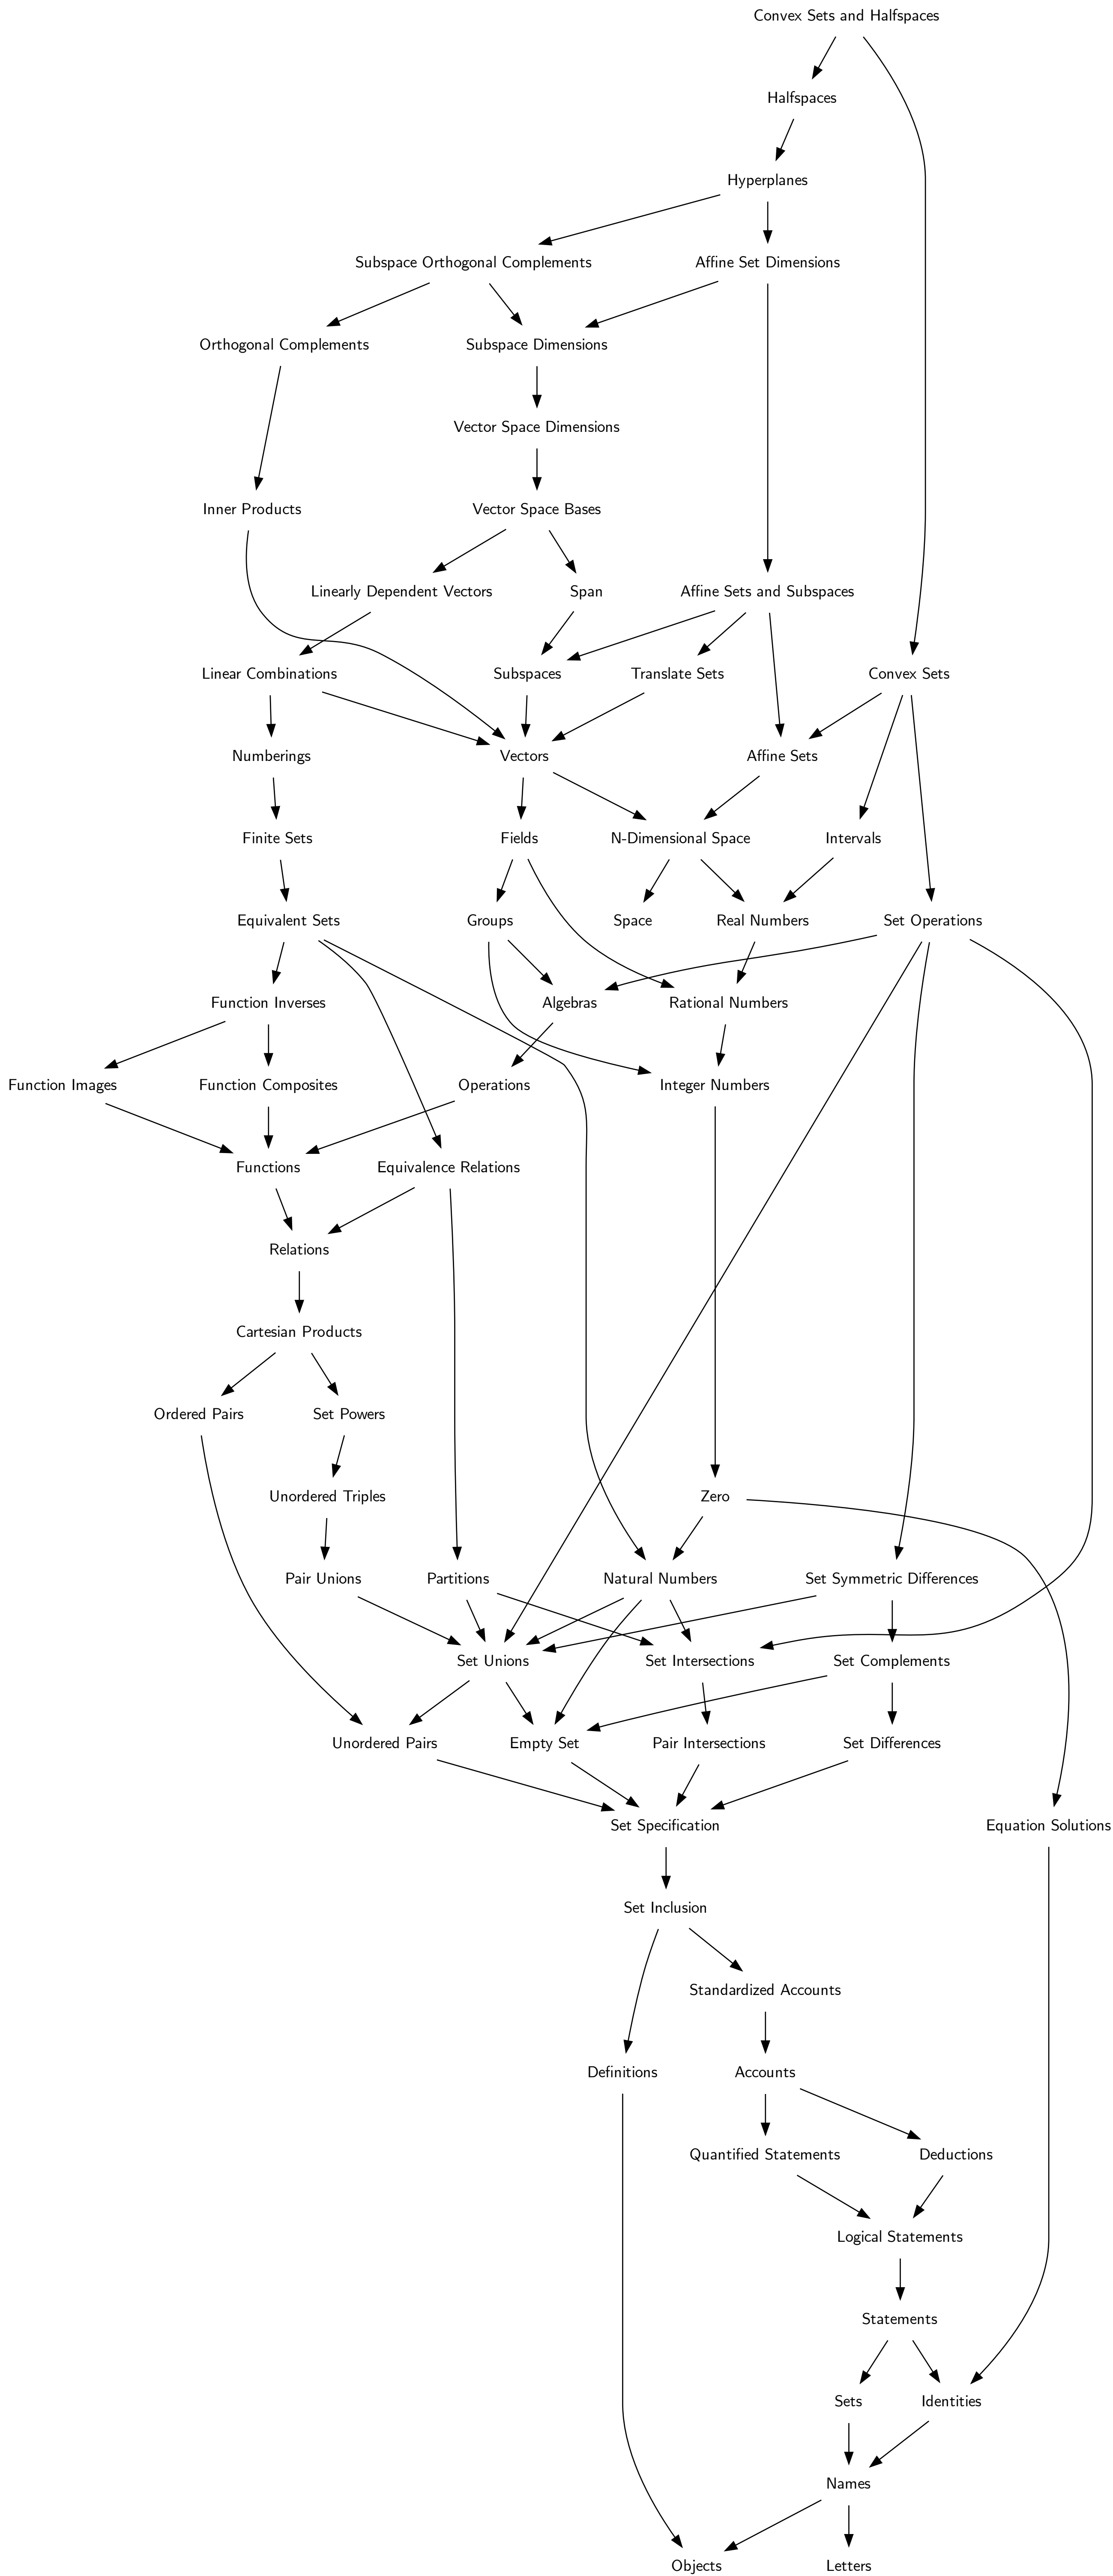 Convex Sets and Halfspaces
Halfspaces
Hyperplanes
Subspace Orthogonal Complements
Affine Set Dimensions
Orthogonal Complements
Subspace Dimensions
Vector Space Dimensions
Inner Products
Vector Space Bases
Linearly Dependent Vectors
Span
Affine Sets and Subspaces
Linear Combinations
Subspaces
Translate Sets
Convex Sets
Numberings
Vectors
Affine Sets
Finite Sets
Fields
N-Dimensional Space
Intervals
Equivalent Sets
Groups
Space
Real Numbers
Set Operations
Function Inverses
Algebras
Rational Numbers
Function Images
Function Composites
Operations
Integer Numbers
Functions
Equivalence Relations
Relations
Cartesian Products
Ordered Pairs
Set Powers
Unordered Triples
Zero
Pair Unions
Partitions
Natural Numbers
Set Symmetric Differences
Set Unions
Set Intersections
Set Complements
Unordered Pairs
Empty Set
Pair Intersections
Set Differences
Set Specification
Equation Solutions
Set Inclusion
Standardized Accounts
Definitions
Accounts
Quantified Statements
Deductions
Logical Statements
Statements
Sets
Identities
Names
Objects
Letters